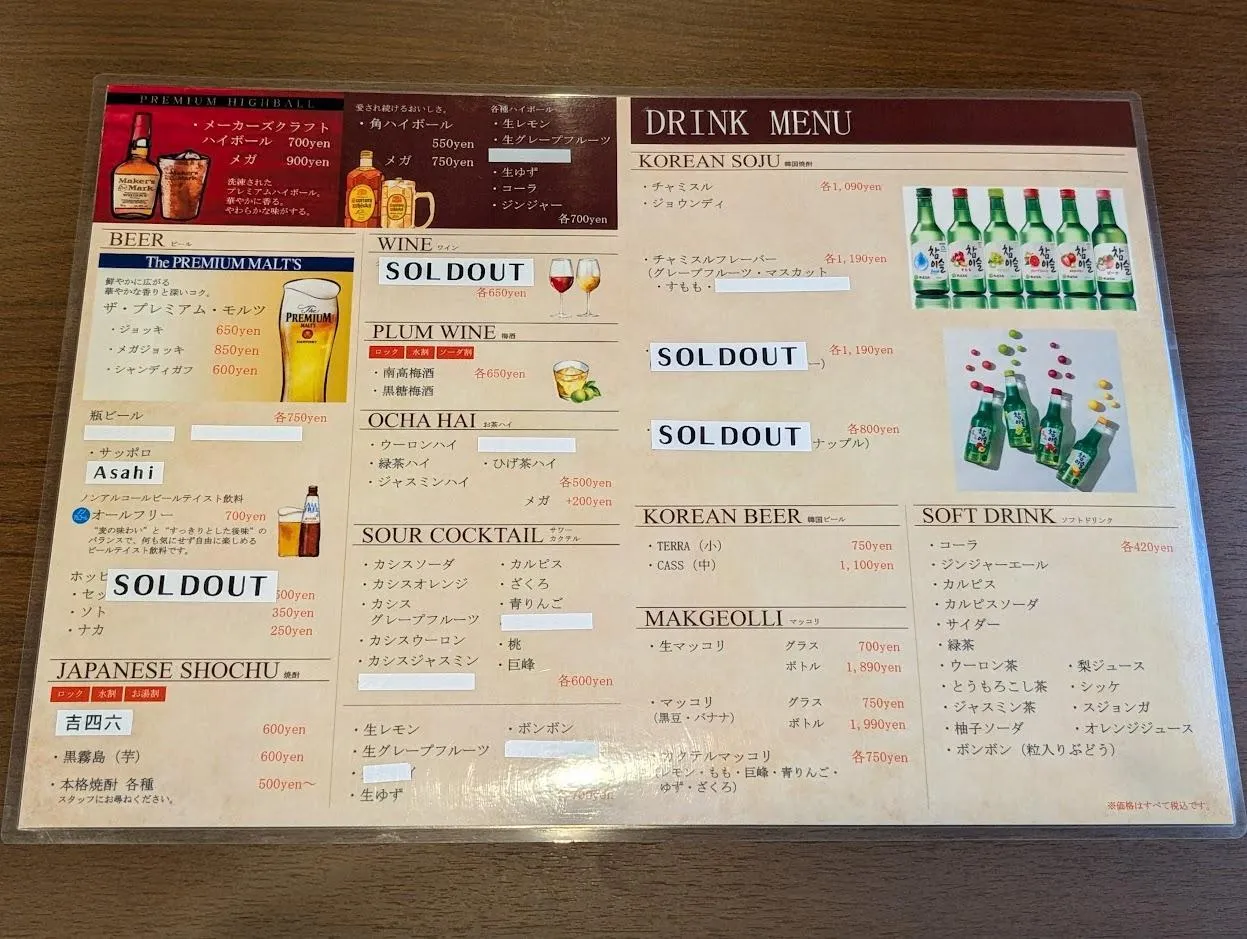 PREMIUM HIGHBALL
・メーカーズクラフト
ハイボール 700yen
メガ 900yen
洗練された
プレミアムハイボール。
華やかに香る。
やわらかな味がする。
Maker's Mark
愛され続けるおいしさ。
・角ハイボール
550yen
メガ 750yen
各種ハイボール
・生レモン
・生グレープフルーツ
・生ゆず
・コーラ
・ジンジャー
各700yen
BEER ビール
The PREMIUM MALT'S
鮮やかに広がる
華やかな香りと深いコク。
ザ・プレミアム・モルツ
・ジョッキ 650yen
・メガジョッキ 850yen
・シャンディガフ 600yen
The
PREMIUM
MALT'S
瓶ビール 各750yen
・サッポロ
Asahi
ノンアルコールビールテイスト飲料
オールフリー 700yen
"麦の味わい"と"すっきりとした後味"の
バランスで、何も気にせず自由に楽しめる
ビールテイスト飲料です。
ALL FREE
ホッピ
SOLDOUT
・セッ 500yen
・ソト 350yen
・ナカ 250yen
JAPANESE SHOCHU 焼酎
ロック 水割 お湯割
吉四六 600yen
・黒霧島（芋） 600yen
・本格焼酎 各種 500yen〜
スタッフにお尋ねください。
WINE ワイン
SOLDOUT
各650yen
PLUM WINE 梅酒
ロック 水割 ソーダ割
・南高梅酒 各650yen
・黒糖梅酒
OCHA HAI お茶ハイ
・ウーロンハイ
・緑茶ハイ ・ひげ茶ハイ
・ジャスミンハイ 各500yen
メガ +200yen
SOUR COCKTAIL サワー カクテル
・カシスソーダ ・カルピス
・カシスオレンジ ・ざくろ
・カシス ・青りんご
グレープフルーツ
・カシスウーロン ・桃
・カシスジャスミン ・巨峰
各600yen
・生レモン ・ボンボン
・生グレープフルーツ
・生ゆず
各700yen
DRINK MENU
KOREAN SOJU 韓国焼酎
・チャミスル 各1,090yen
・ジョウンディ
・チャミスルフレーバー 各1,190yen
（グレープフルーツ・マスカット
・すもも・
SOLDOUT
各1,190yen
ー）
SOLDOUT
各800yen
ナップル）
참이슬
참이슬
참이슬
참이슬
참이슬
참이슬
KOREAN BEER 韓国ビール
・TERRA（小） 750yen
・CASS（中） 1,100yen
MAKGEOLLI マッコリ
・生マッコリ グラス 700yen
ボトル 1,890yen
・マッコリ グラス 750yen
（黒豆・バナナ） ボトル 1,990yen
カクテルマッコリ 各750yen
（レモン・もも・巨峰・青りんご・
ゆず・ざくろ）
SOFT DRINK ソフトドリンク
・コーラ 各420yen
・ジンジャーエール
・カルピス
・カルピスソーダ
・サイダー
・緑茶
・ウーロン茶 ・梨ジュース
・とうもろこし茶 ・シッケ
・ジャスミン茶 ・スジョンガ
・柚子ソーダ ・オレンジジュース
・ボンボン（粒入りぶどう）
※価格はすべて税込です。